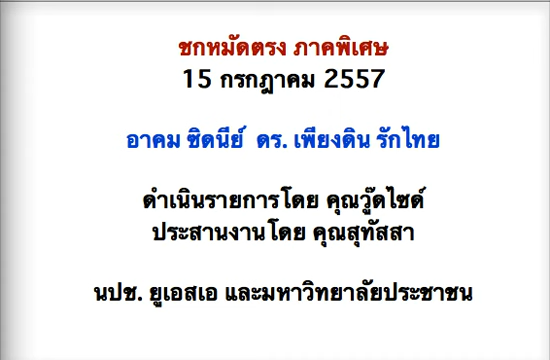 ชกหมัดตรง ภาคพิเศษ
15 กรกฎาคม 2557
อาคม ซิดนีย์ ดร. เพียงดิน รักไทย
ดำเนินรายการโดย คุณวู๊ดไซด์
ประสานงานโดย คุณสุทัสสา
นปช. ยูเอสเอ และมหาวิทยาลัยประชาชน